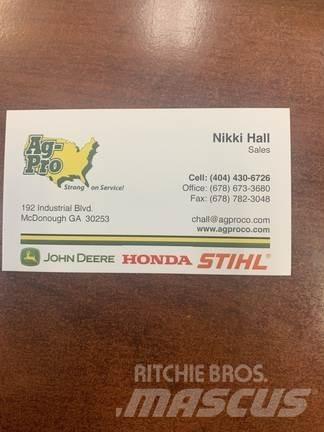 Ag-
Pro
Strong on Service!
Nikki Hall
Sales
Cell: (404) 430-6726
Office: (678) 673-3680
Fax: (678) 782-3048
192 Industrial Blvd.
McDonough GA 30253
chall@agproco.com
www.agproco.com
JOHN DEERE HONDA STIHL®
RITCHIE BROS.
MASCUS